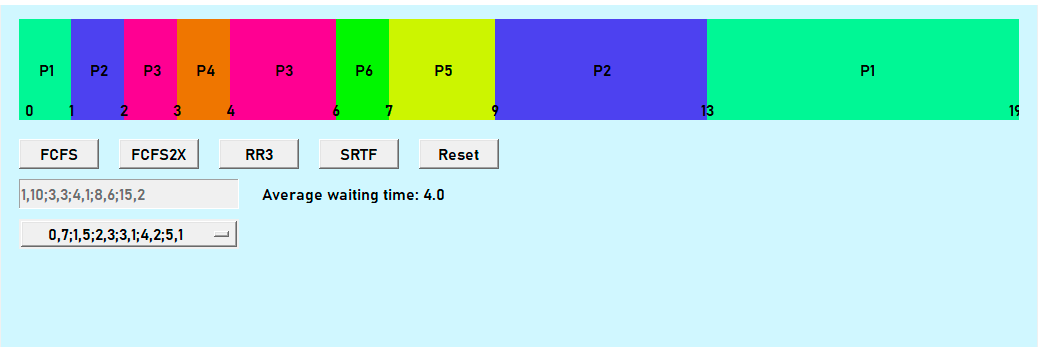 P1 P2 P3 P4 P3 P6 P5 P2 P1
0 1 2 3 4 6 7 9 13 19
FCFS FCFS2X RR3 SRTF Reset
1,10;3,3;4,1;8,6;15,2 Average waiting time: 4.0
0,7;1,5;2,3;3,1;4,2;5,1